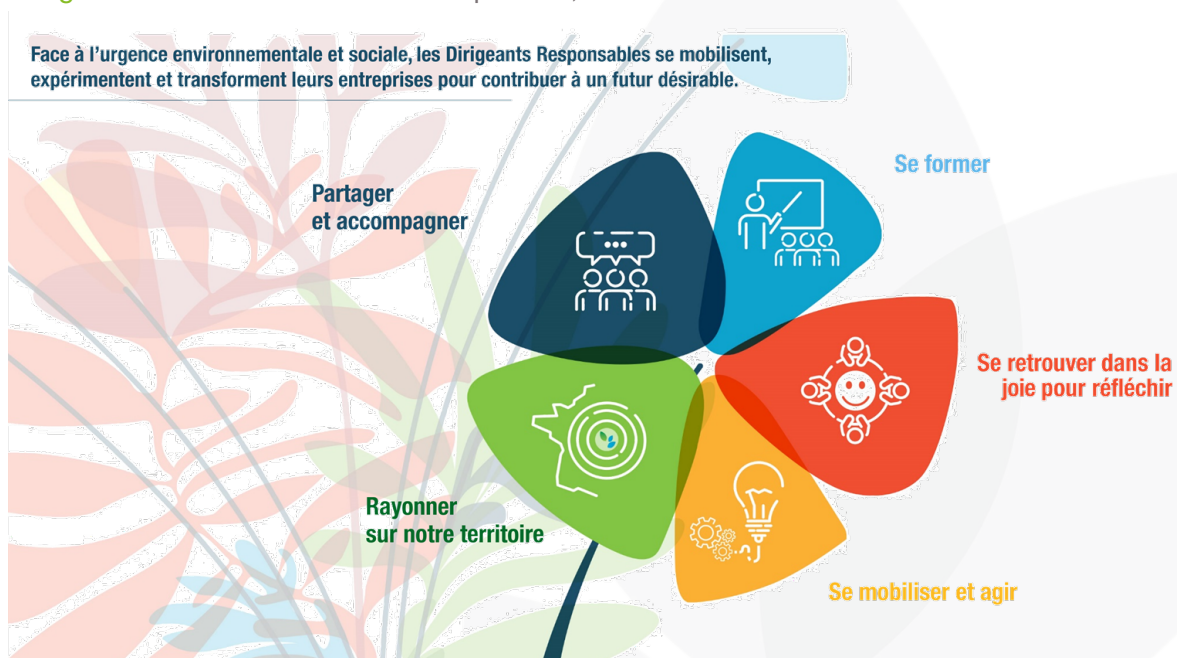 Face à l'urgence environnementale et sociale, les Dirigeants Responsables se mobilisent,
expérimentent et transforment leurs entreprises pour contribuer à un futur désirable.
Partager
et accompagner
Se former
Se retrouver dans la
joie pour réfléchir
Rayonner
sur notre territoire
Se mobiliser et agir